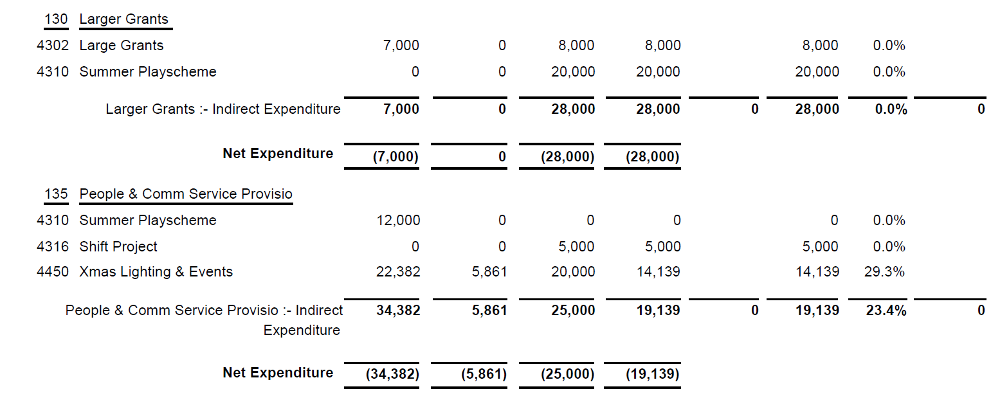 130 Larger Grants
4302 Large Grants 7,000 0 8,000 8,000 8,000 0.0%
4310 Summer Playscheme 0 0 20,000 20,000 20,000 0.0%
Larger Grants :- Indirect Expenditure 7,000 0 28,000 28,000 0 28,000 0.0% 0
Net Expenditure (7,000) 0 (28,000) (28,000)
135 People & Comm Service Provisio
4310 Summer Playscheme 12,000 0 0 0 0 0.0%
4316 Shift Project 0 0 5,000 5,000 5,000 0.0%
4450 Xmas Lighting & Events 22,382 5,861 20,000 14,139 14,139 29.3%
People & Comm Service Provisio :- Indirect 34,382 5,861 25,000 19,139 0 19,139 23.4% 0
Expenditure
Net Expenditure (34,382) (5,861) (25,000) (19,139)